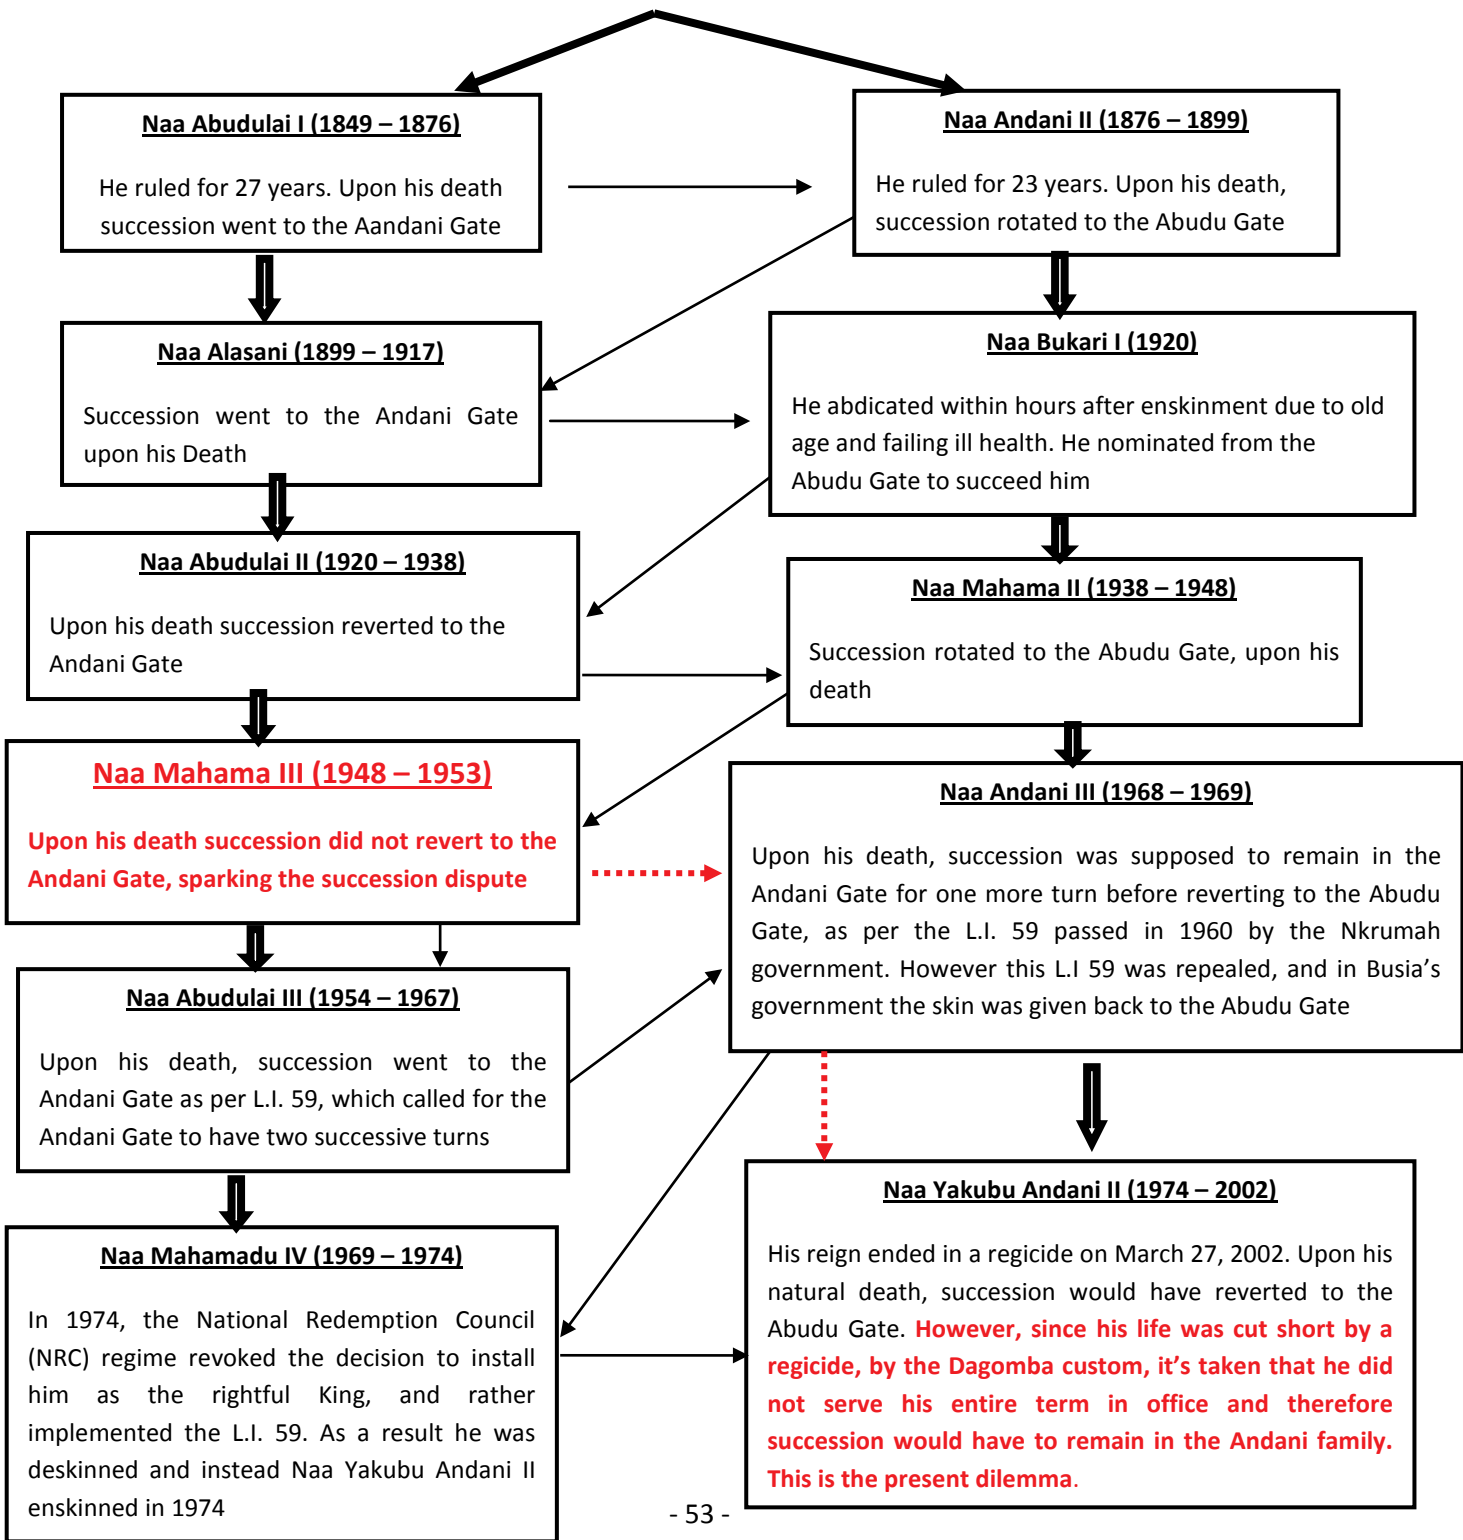 Naa Abudulai I (1849 – 1876)
He ruled for 27 years. Upon his death
succession went to the Aandani Gate
Naa Andani II (1876 – 1899)
He ruled for 23 years. Upon his death,
succession rotated to the Abudu Gate
Naa Alasani (1899 – 1917)
Succession went to the Andani Gate
upon his Death
Naa Bukari I (1920)
He abdicated within hours after enskinment due to old
age and failing ill health. He nominated from the
Abudu Gate to succeed him
Naa Abudulai II (1920 – 1938)
Upon his death succession reverted to the
Andani Gate
Naa Mahama II (1938 – 1948)
Succession rotated to the Abudu Gate, upon his
death
Naa Mahama III (1948 – 1953)
Upon his death succession did not revert to the
Andani Gate, sparking the succession dispute
Naa Andani III (1968 – 1969)
Upon his death, succession was supposed to remain in the
Andani Gate for one more turn before reverting to the Abudu
Gate, as per the L.I. 59 passed in 1960 by the Nkrumah
government. However this L.I 59 was repealed, and in Busia’s
government the skin was given back to the Abudu Gate
Naa Abudulai III (1954 – 1967)
Upon his death, succession went to the
Andani Gate as per L.I. 59, which called for the
Andani Gate to have two successive turns
Naa Yakubu Andani II (1974 – 2002)
His reign ended in a regicide on March 27, 2002. Upon his
natural death, succession would have reverted to the
Abudu Gate. However, since his life was cut short by a
regicide, by the Dagomba custom, it’s taken that he did
not serve his entire term in office and therefore
succession would have to remain in the Andani family.
This is the present dilemma.
Naa Mahamadu IV (1969 – 1974)
In 1974, the National Redemption Council
(NRC) regime revoked the decision to install
him as the rightful King, and rather
implemented the L.I. 59. As a result he was
deskinned and instead Naa Yakubu Andani II
enskinned in 1974
- 53 -